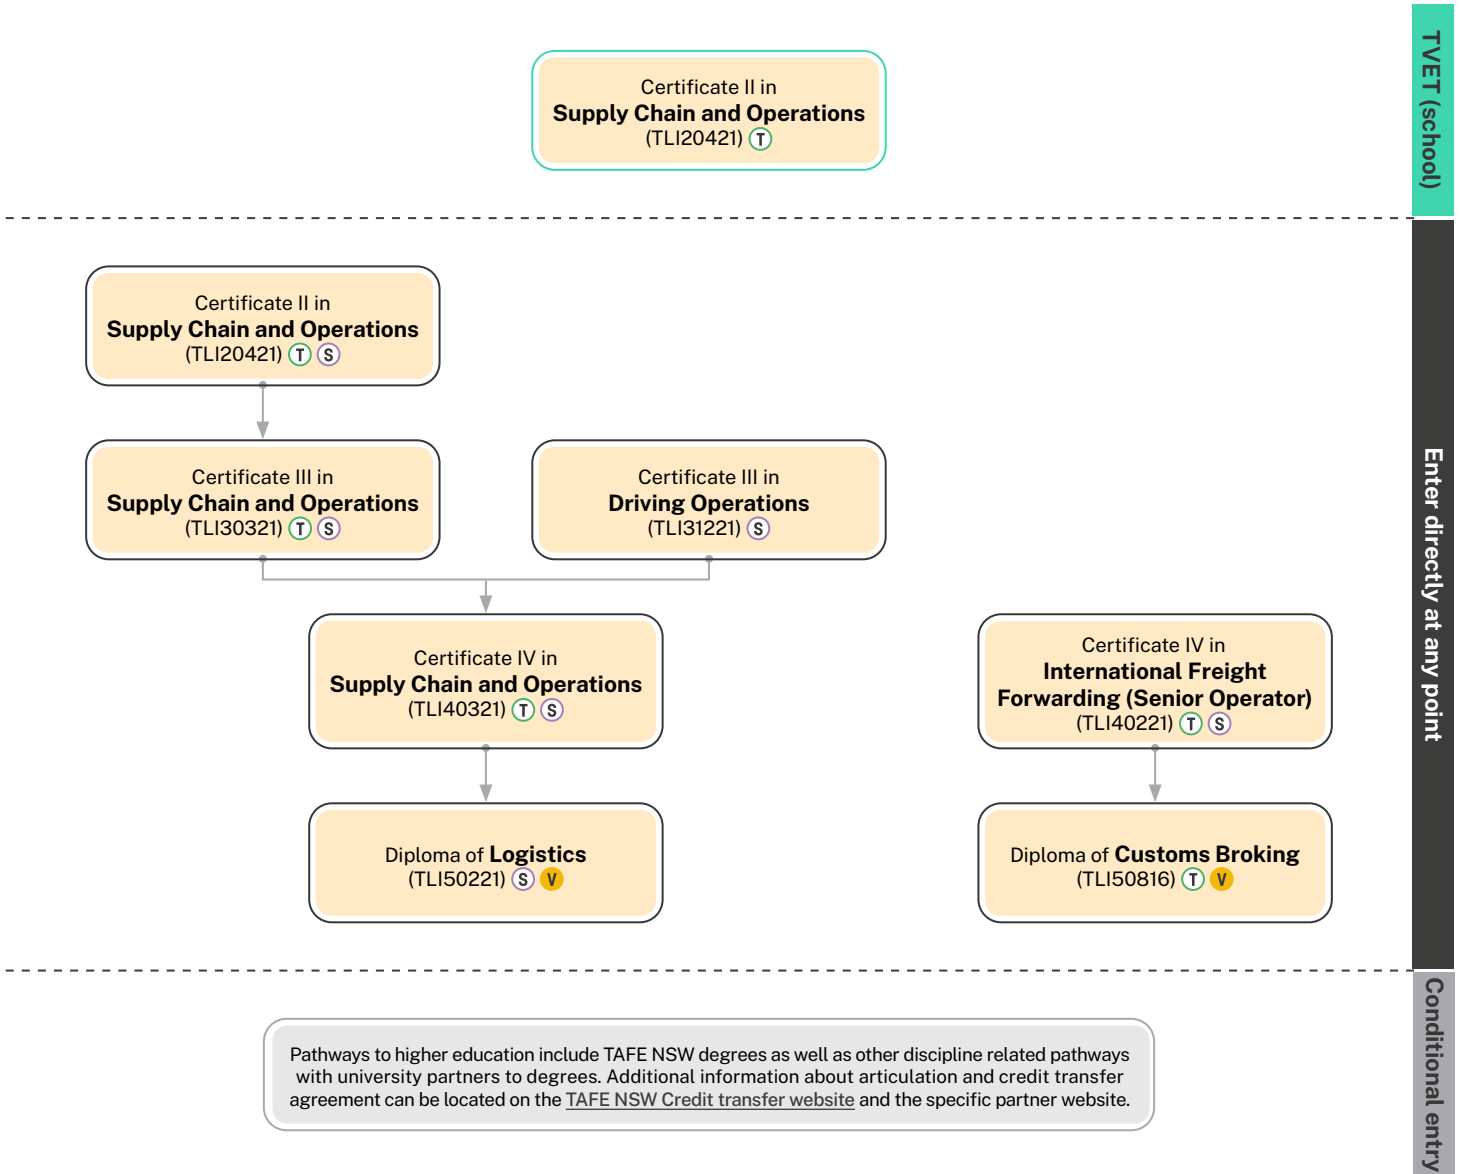 TVET (school)
Certificate II in
Supply Chain and Operations
(TLI20421) T
Enter directly at any point
Certificate II in
Supply Chain and Operations
(TLI20421) T S
Certificate III in
Supply Chain and Operations
(TLI30321) T S
Certificate III in
Driving Operations
(TLI31221) S
Certificate IV in
Supply Chain and Operations
(TLI40321) T S
Certificate IV in
International Freight
Forwarding (Senior Operator)
(TLI40221) T S
Diploma of Logistics
(TLI50221) S V
Diploma of Customs Broking
(TLI50816) T V
Conditional entry
Pathways to higher education include TAFE NSW degrees as well as other discipline related pathways
with university partners to degrees. Additional information about articulation and credit transfer
agreement can be located on the TAFE NSW Credit transfer website and the specific partner website.